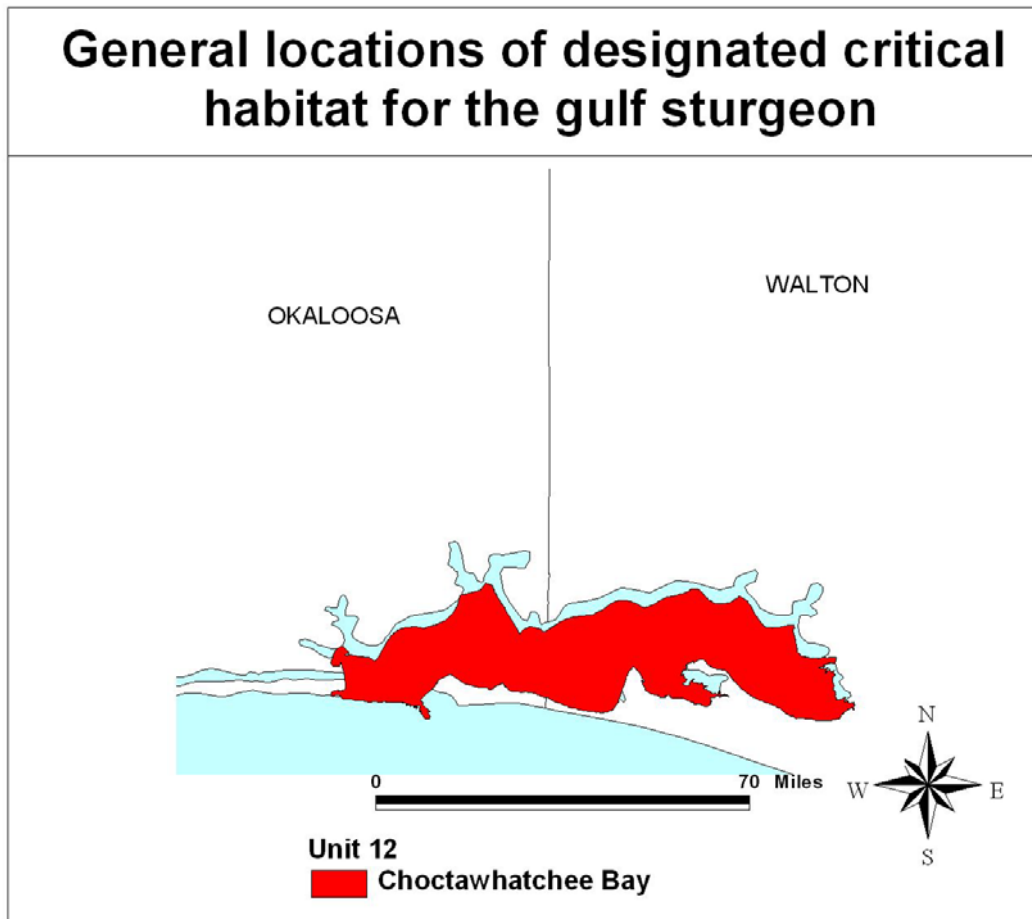 General locations of designated critical
habitat for the gulf sturgeon
WALTON
OKALOOSA
N
W E
S
0 70 Miles
Unit 12
Choctawhatchee Bay